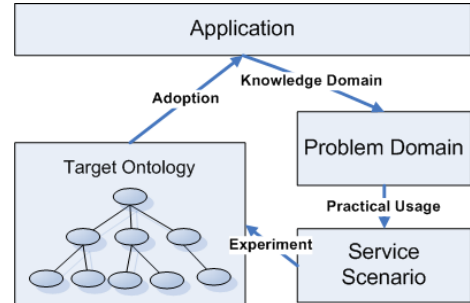 Application
Adoption
Knowledge Domain
Target Ontology
Problem Domain
Practical Usage
Experiment
Service
Scenario